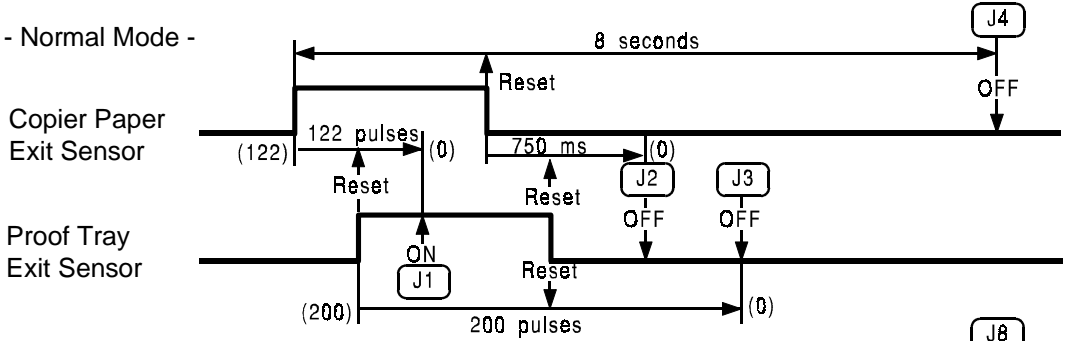 J4
- Normal Mode -
8 seconds
Reset
OFF
Copier Paper
Exit Sensor
(122)
122 pulses
(0)
750 ms
(0)
Reset
Reset
J2
J3
OFF
OFF
Proof Tray
Exit Sensor
ON
J1
Reset
(200)
200 pulses
(0)
J8